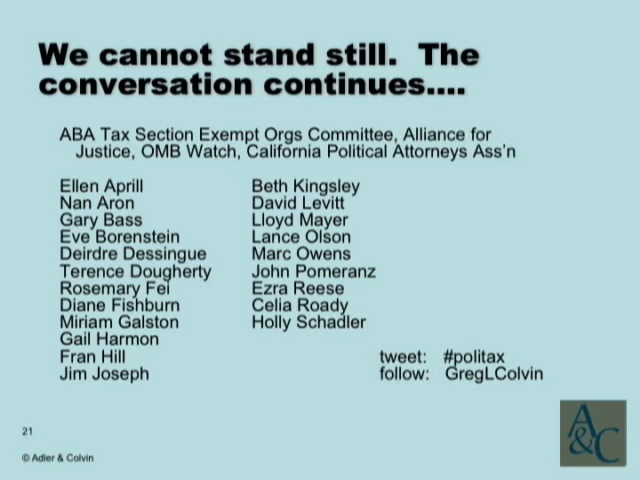 We cannot stand still.  The
conversation continues....
ABA Tax Section Exempt Orgs Committee, Alliance for
Justice, OMB Watch, California Political Attorneys Ass'n
Ellen Aprill
Nan Aron
Gary Bass
Eve Borenstein
Deirdre Dessingue
Terence Dougherty
Rosemary Fei
Diane Fishburn
Miriam Galston
Gail Harmon
Fran Hill
Jim Joseph
Beth Kingsley
David Levitt
Lloyd Mayer
Lance Olson
Marc Owens
John Pomeranz
Ezra Reese
Celia Roady
Holly Schadler
tweet:   #politax
follow:   GregLColvin
21
© Adler & Colvin
A&C